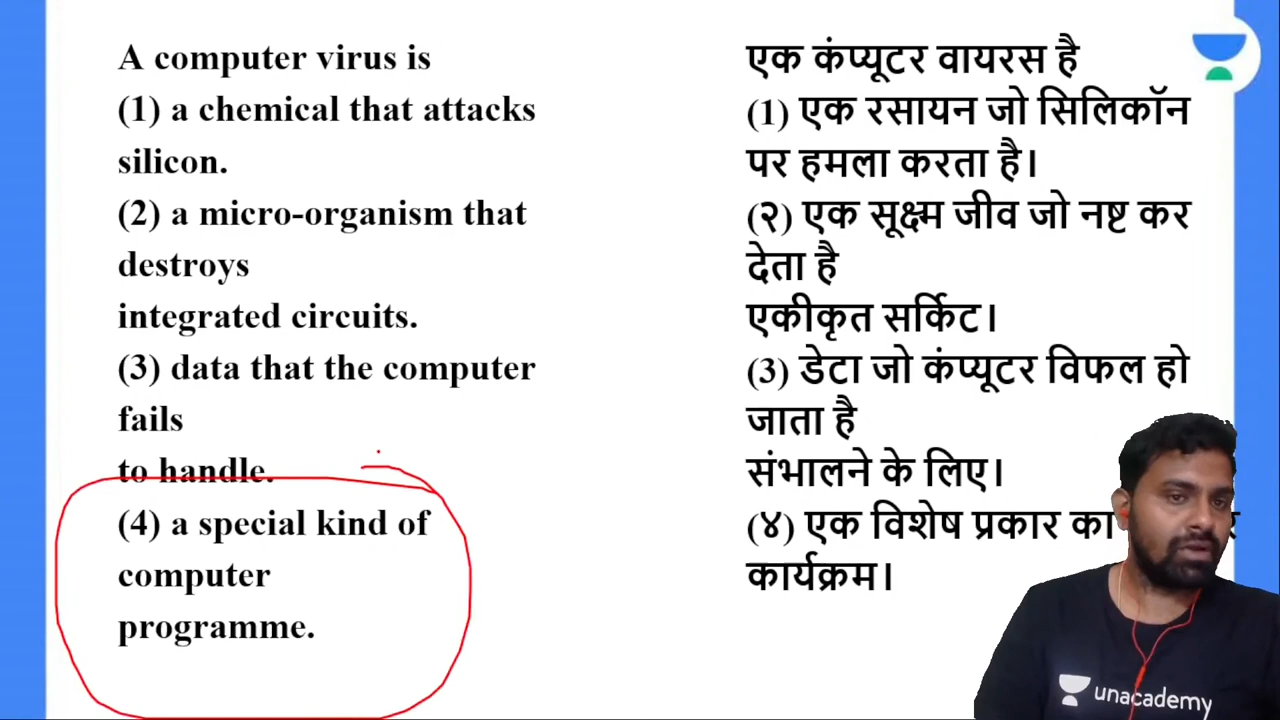 A computer virus is
(1) a chemical that attacks
silicon.
(2) a micro-organism that
destroys
integrated circuits.
(3) data that the computer
fails
to handle.
(4) a special kind of
computer
programme.
एक कंप्यूटर वायरस है
(1) एक रसायन जो सिलिकॉन
पर हमला करता है।
(२) एक सूक्ष्म जीव जो नष्ट कर
देता है
एकीकृत सर्किट।
(3) डेटा जो कंप्यूटर विफल हो
जाता है
संभालने के लिए।
(४) एक विशेष प्रकार का
कार्यक्रम।
unacademy